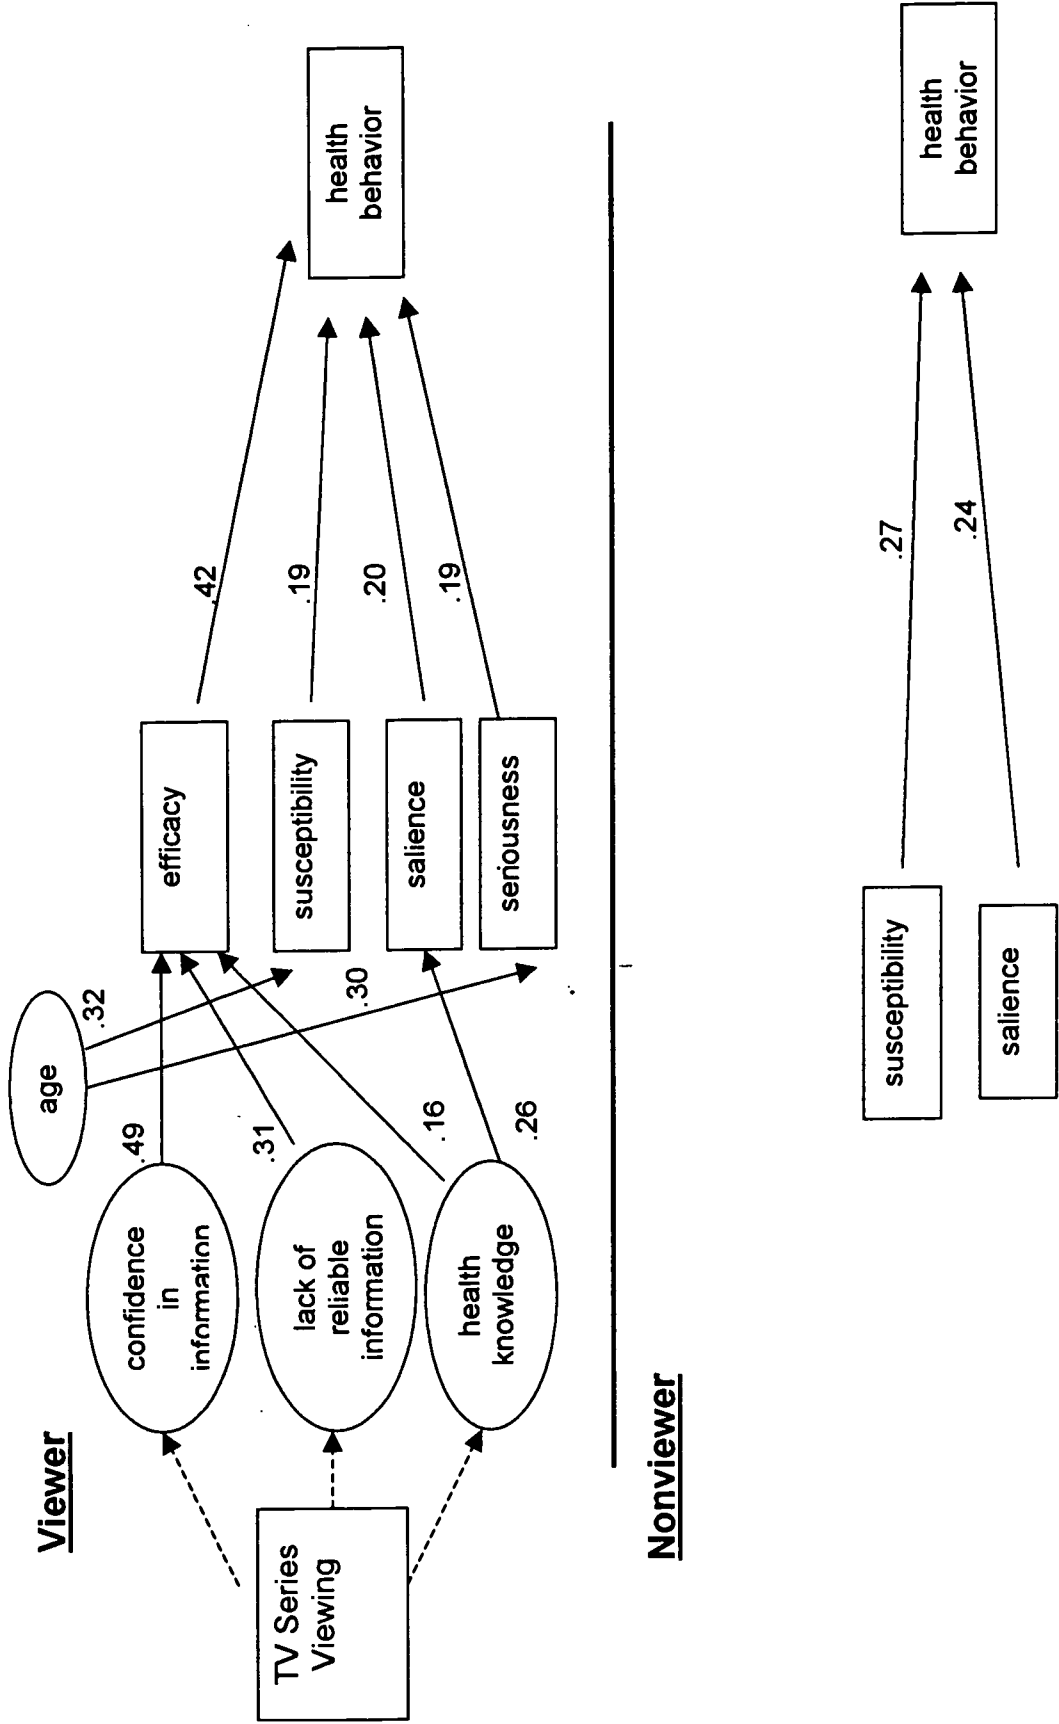 Viewer
TV Series
Viewing
confidence
in
information
lack of
reliable
information
health
knowledge
age
.49
.31
.16
.26
.32
.30
efficacy
susceptibility
salience
seriousness
.42
.19
.20
.19
health
behavior
Nonviewer
susceptibility
salience
.27
.24
health
behavior